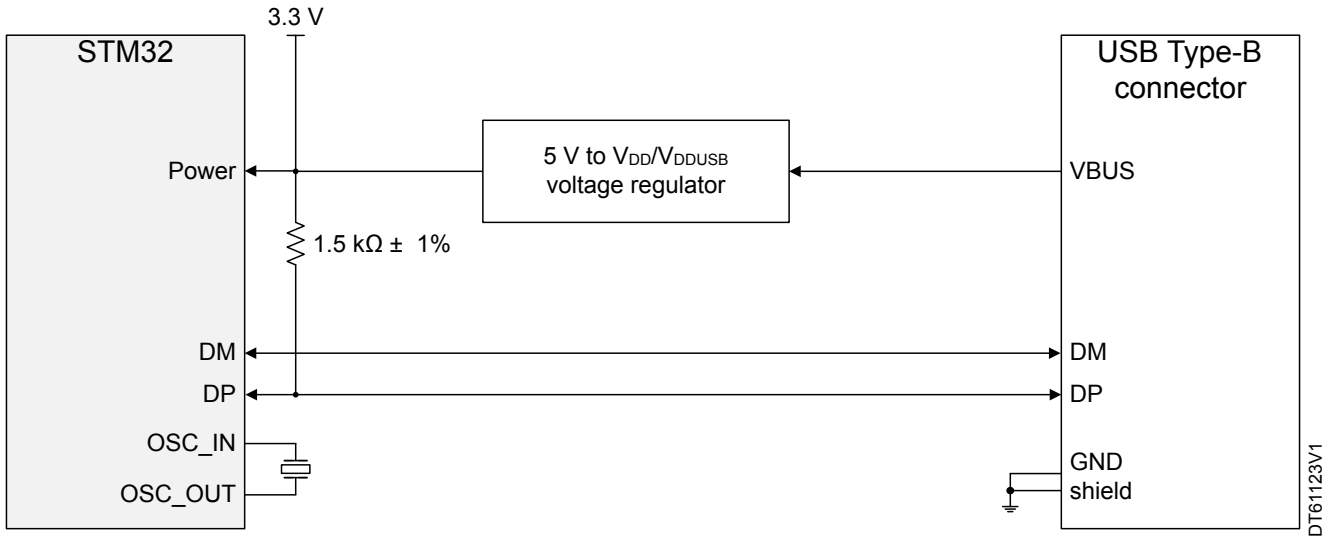 3.3 V
STM32
USB Type-B
connector
Power
5 V to VDD/VDDUSB
voltage regulator
VBUS
1.5 kΩ ± 1%
DM
DM
DP
DP
OSC_IN
OSC_OUT
GND
shield
DT61123V1